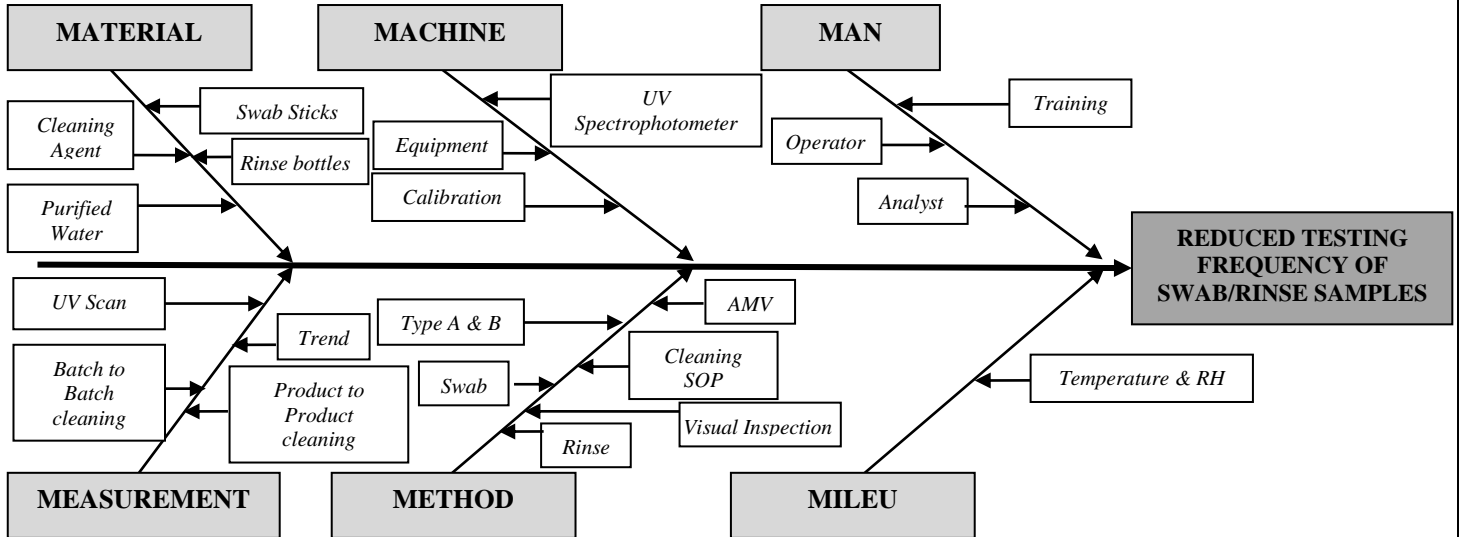 MATERIAL
MACHINE
MAN
Swab Sticks
Cleaning
Agent
Rinse bottles
Purified
Water
UV
Spectrophotometer
Equipment
Calibration
Training
Operator
Analyst
REDUCED TESTING
FREQUENCY OF
SWAB/RINSE SAMPLES
UV Scan
Trend
Batch to
Batch
cleaning
Product to
Product
cleaning
AMV
Type A & B
Cleaning
SOP
Swab
Visual Inspection
Rinse
Temperature & RH
MEASUREMENT
METHOD
MILEU